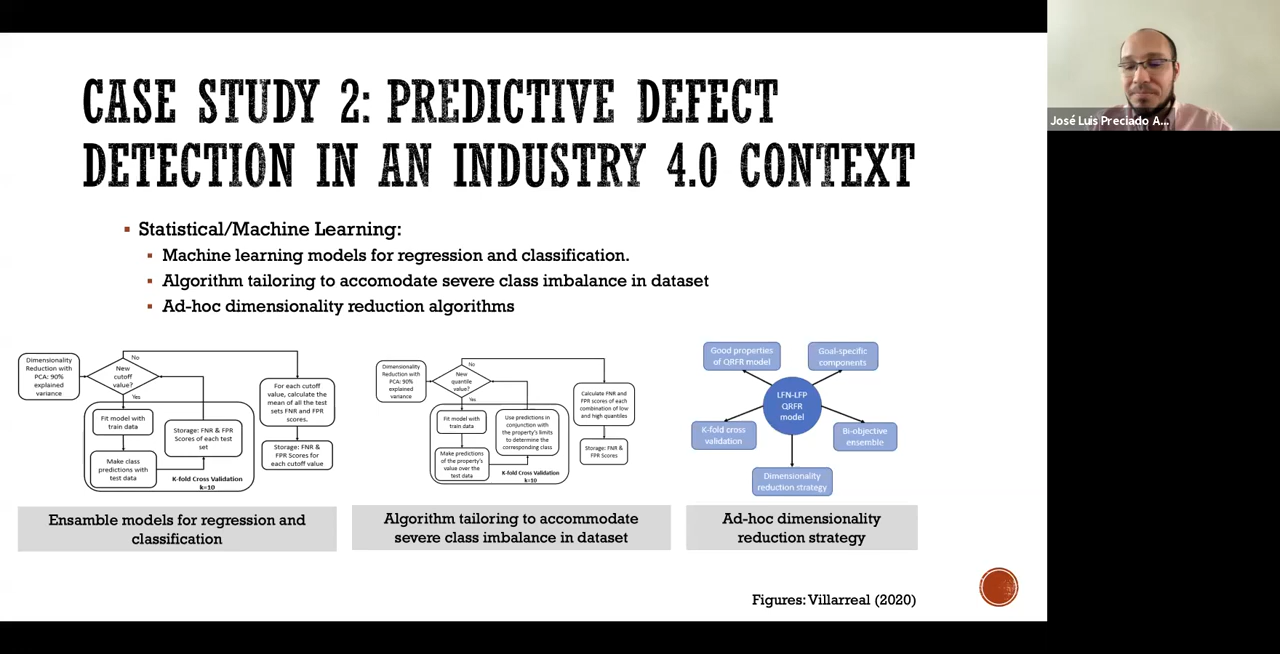 CASE STUDY 2: PREDICTIVE DEFECT
DETECTION IN AN INDUSTRY 4.0 CONTEXT
José Luis Preciado A...
Statistical/Machine Learning:
Machine learning models for regression and classification.
Algorithm tailoring to accomodate severe class imbalance in dataset
Ad-hoc dimensionality reduction algorithms
Dimensionality
Reduction with
PCA: 90%
explained
variance
No
New
cutoff
value?
Yes
Fit model with
train data
Make class
predictions with
test data
Storage: FNR & FPR
Scores of each test
set
K-fold Cross Validation
k=10
For each cutoff
value, calculate the
mean of all the test
sets FNR and FPR
scores.
Storage: FNR &
FPR Scores for
each cutoff value
Dimensionality
Reduction with
PCA: 90%
explained
variance
No
New
quantile
value?
Yes
Fit model with
train data
Make predictions
of the property's
value over the
test data
Use predictions in
conjunction with
the property's limits
to determine the
corresponding class
K-fold Cross Validation
k=10
Calculate FNR and
FPR scores of each
combination of low
and high quantiles
Storage: FNR &
FPR Scores
Good properties
of QRFR model
Goal-specific
components
LFN-LFP
QRFR
model
K-fold cross
validation
Bi-objective
ensemble
Dimensionality
reduction strategy
Ensamble models for regression and
classification
Algorithm tailoring to accommodate
severe class imbalance in dataset
Ad-hoc dimensionality
reduction strategy
Figures: Villarreal (2020)